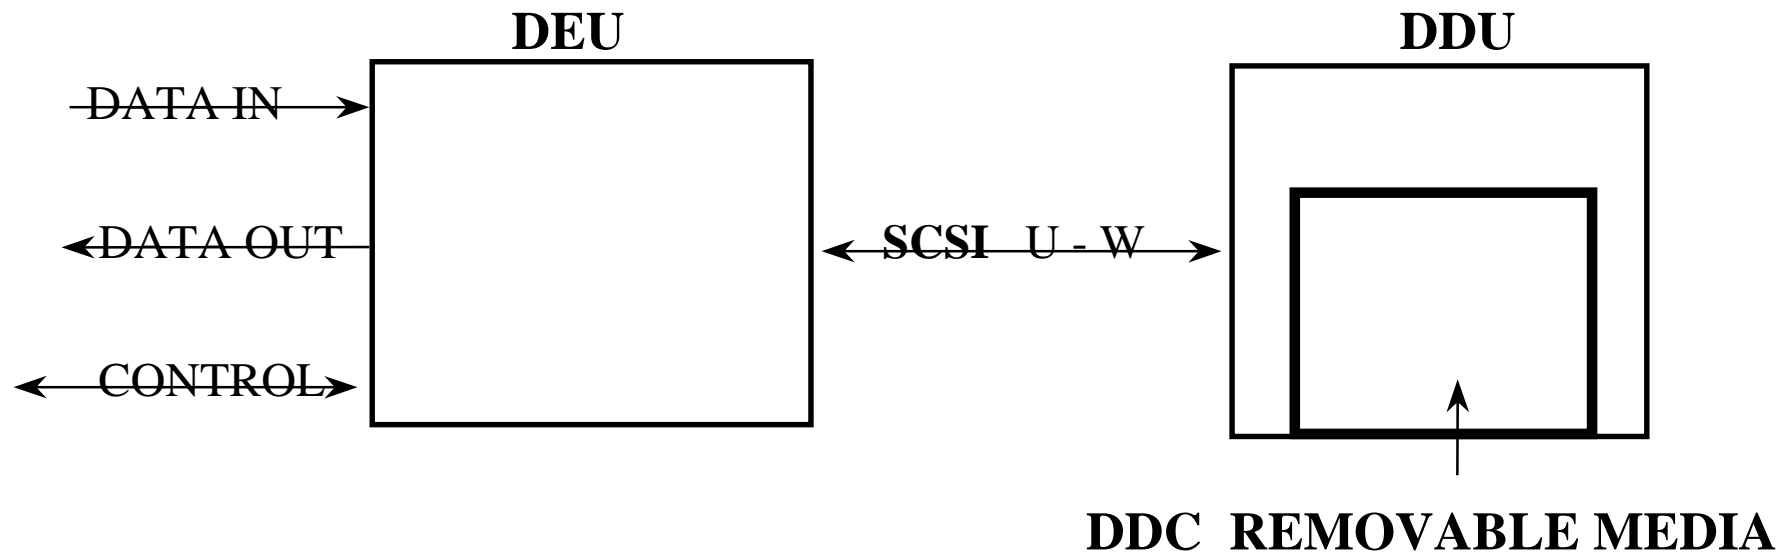 DEU
DDU
DATA IN
DATA OUT
SCSI U - W
CONTROL
DDC REMOVABLE MEDIA